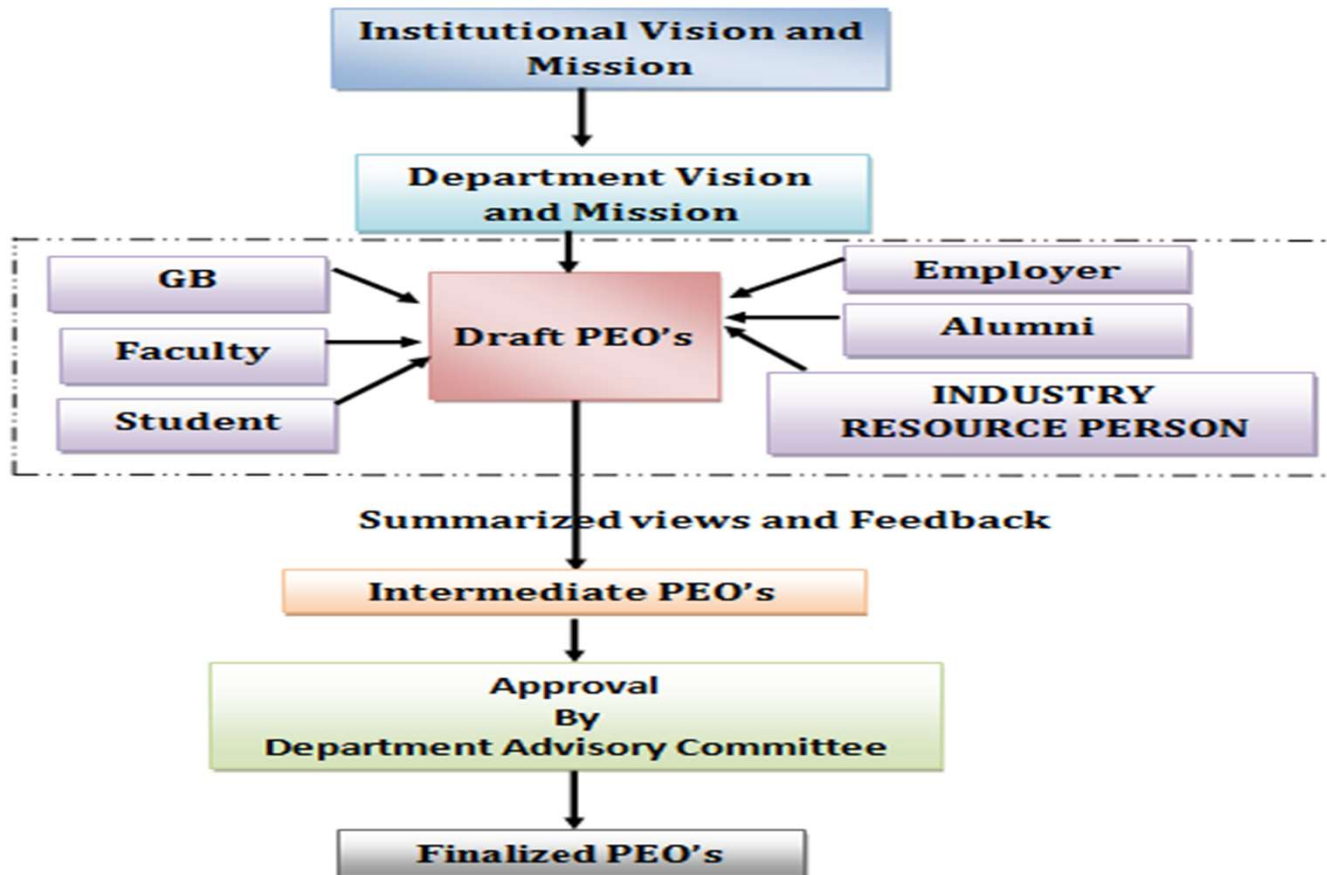 Institutional Vision and
Mission
Department Vision
and Mission
GB
Faculty
Student
Draft PEO’s
Employer
Alumni
INDUSTRY
RESOURCE PERSON
Summarized views and Feedback
Intermediate PEO’s
Approval
By
Department Advisory Committee
Finalized PEO’s